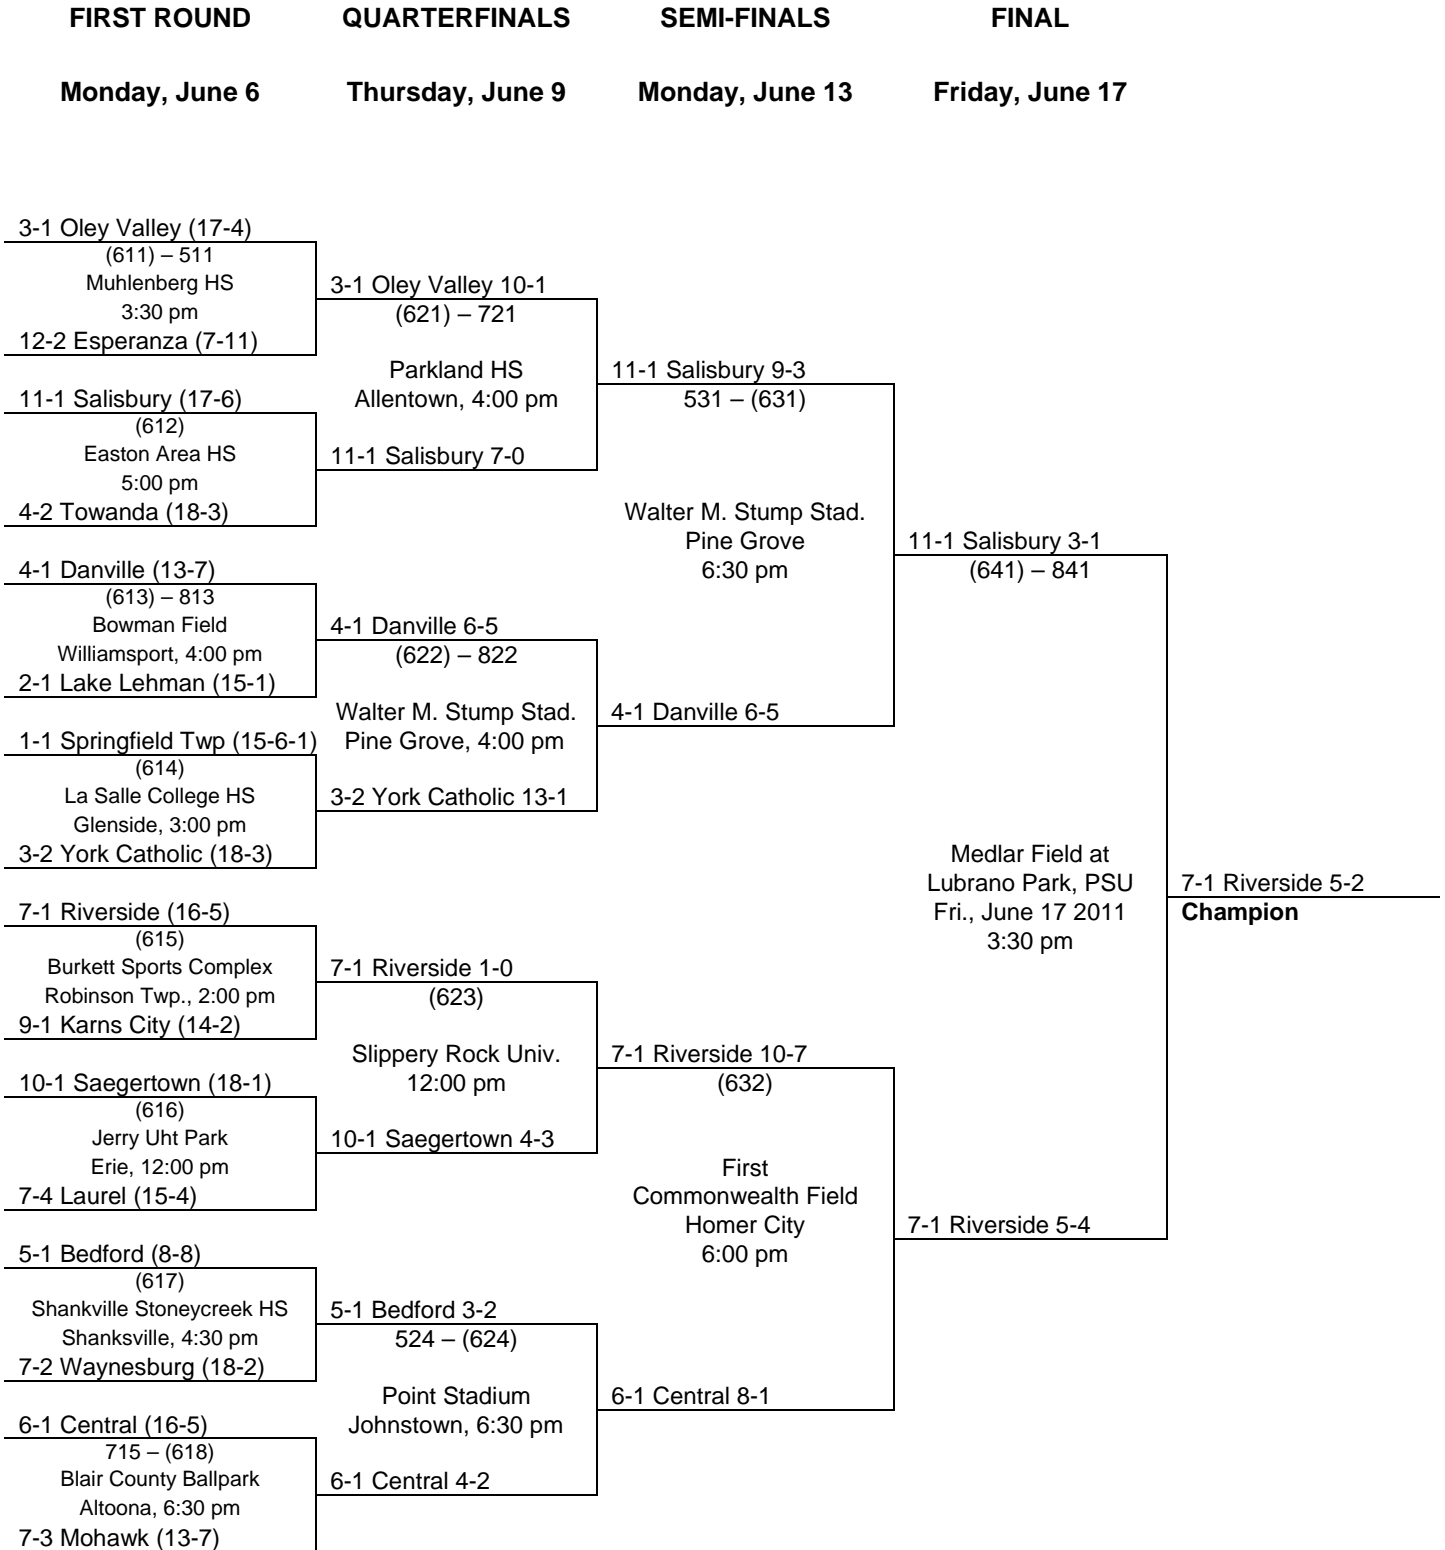 FIRST ROUND
QUARTERFINALS
SEMI-FINALS
FINAL
Monday, June 6
Thursday, June 9
Monday, June 13
Friday, June 17
3-1 Oley Valley (17-4)
(611) – 511
Muhlenberg HS
3:30 pm
12-2 Esperanza (7-11)
11-1 Salisbury (17-6)
(612)
Easton Area HS
5:00 pm
4-2 Towanda (18-3)
4-1 Danville (13-7)
(613) – 813
Bowman Field
Williamsport, 4:00 pm
2-1 Lake Lehman (15-1)
1-1 Springfield Twp (15-6-1)
(614)
La Salle College HS
Glenside, 3:00 pm
3-2 York Catholic (18-3)
7-1 Riverside (16-5)
(615)
Burkett Sports Complex
Robinson Twp., 2:00 pm
9-1 Karns City (14-2)
10-1 Saegertown (18-1)
(616)
Jerry Uht Park
Erie, 12:00 pm
7-4 Laurel (15-4)
5-1 Bedford (8-8)
(617)
Shankville Stoneycreek HS
Shanksville, 4:30 pm
7-2 Waynesburg (18-2)
6-1 Central (16-5)
715 – (618)
Blair County Ballpark
Altoona, 6:30 pm
7-3 Mohawk (13-7)
3-1 Oley Valley 10-1
(621) – 721
Parkland HS
Allentown, 4:00 pm
11-1 Salisbury 7-0
4-1 Danville 6-5
(622) – 822
Walter M. Stump Stad.
Pine Grove, 4:00 pm
3-2 York Catholic 13-1
7-1 Riverside 1-0
(623)
Slippery Rock Univ.
12:00 pm
10-1 Saegertown 4-3
5-1 Bedford 3-2
524 – (624)
Point Stadium
Johnstown, 6:30 pm
6-1 Central 4-2
11-1 Salisbury 9-3
531 – (631)
Walter M. Stump Stad.
Pine Grove
6:30 pm
4-1 Danville 6-5
7-1 Riverside 10-7
(632)
First
Commonwealth Field
Homer City
6:00 pm
6-1 Central 8-1
11-1 Salisbury 3-1
(641) – 841
Medlar Field at
Lubrano Park, PSU
Fri., June 17 2011
3:30 pm
7-1 Riverside 5-4
7-1 Riverside 5-2
Champion